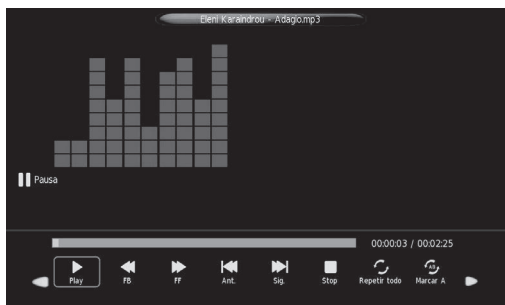 Eleni Karaindrou - Adagio.mp3
Pausa
00:00:03 / 00:02:25
Play FB FF Ant. Sig. Stop Repetir todo Marcar A